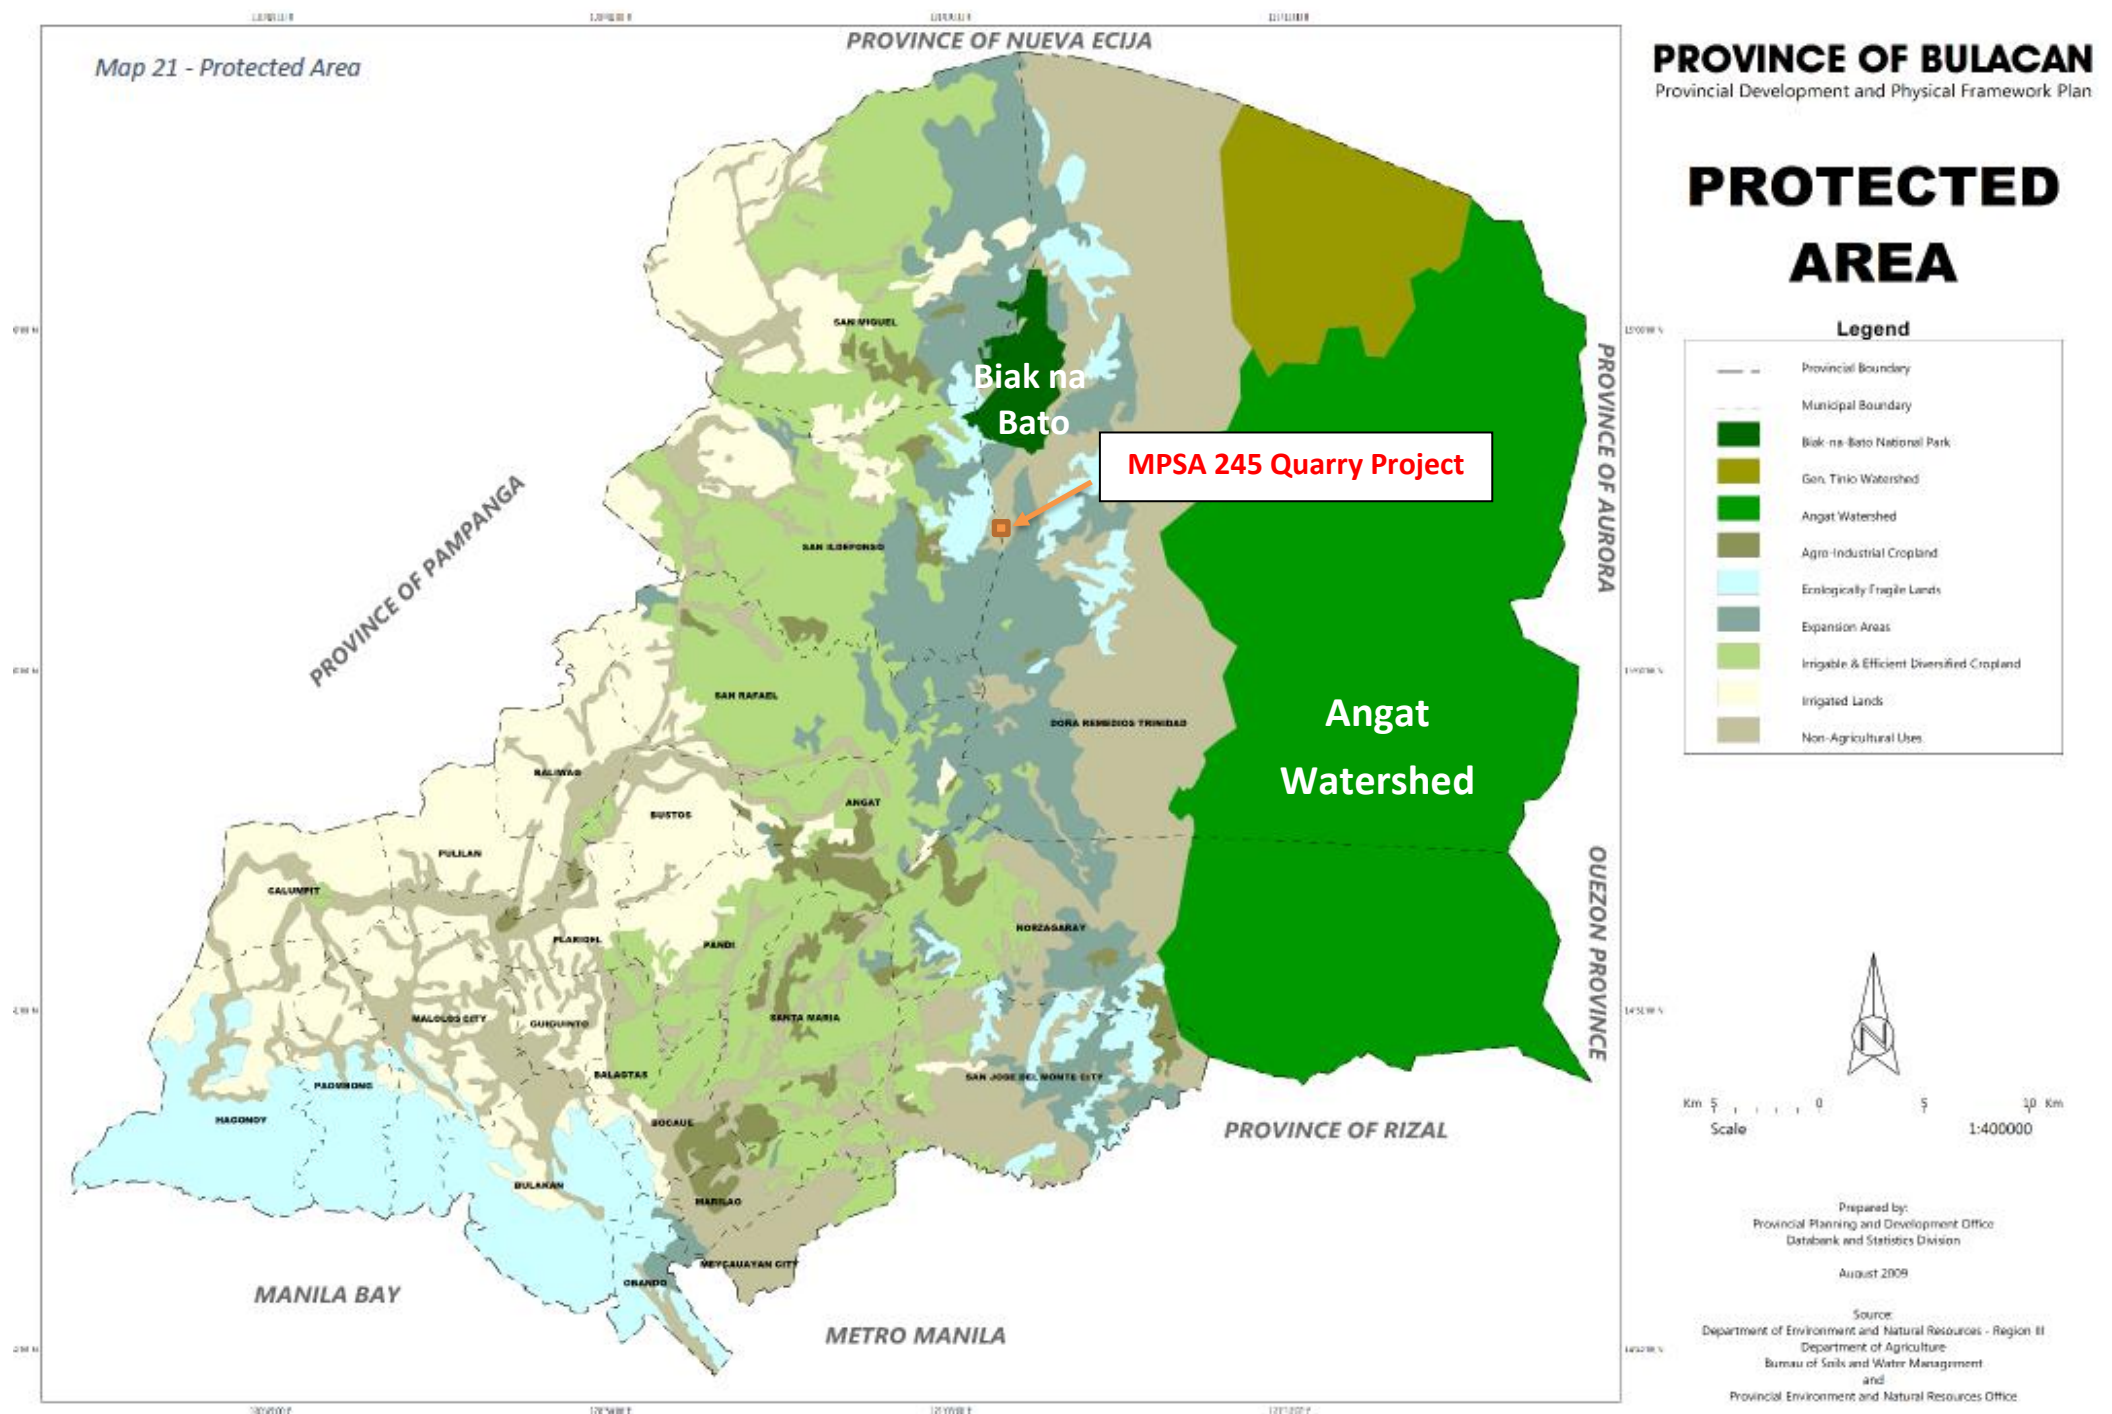 PROVINCE OF NUEVA ECIJA
Map 21 - Protected Area
PROVINCE OF BULACAN
Provincial Development and Physical Framework Plan
PROTECTED
AREA
Legend
Provincial Boundary
Municipal Boundary
Biak-na-Bato National Park
Gen. Tinio Watershed
Angat Watershed
Agro-Industrial Cropland
Ecologically Fragile Lands
Expansion Areas
Irrigable & Efficient Diversified Cropland
Irrigated Lands
Non-Agricultural Uses
SAN MIGUEL
Biak na
Bato
MPSA 245 Quarry Project
PROVINCE OF AURORA
PROVINCE OF PAMPANGA
SAN ILDEFONSO
SAN RAFAEL
DOÑA REMEDIOS TRINIDAD
Angat
Watershed
BALIWAG
BUSTOS
ANGAT
PULILAN
CALUMPIT
PLARIDEL
PANDI
NORZAGARAY
QUEZON PROVINCE
MALOLOS CITY
GUIGUINTO
SANTA MARIA
BALAGTAS
SAN JOSE DEL MONTE CITY
PAOMBONG
HAGONOY
BOCAUE
PROVINCE OF RIZAL
BULAKAN
MARILAO
MEYCAUAYAN CITY
OBANDO
MANILA BAY
METRO MANILA
N
Km 5 0 5 10 Km
Scale 1:400000
Prepared by:
Provincial Planning and Development Office
Databank and Statistics Division
August 2009
Source:
Department of Environment and Natural Resources - Region III
Department of Agriculture
Bureau of Soils and Water Management
and
Provincial Environment and Natural Resources Office